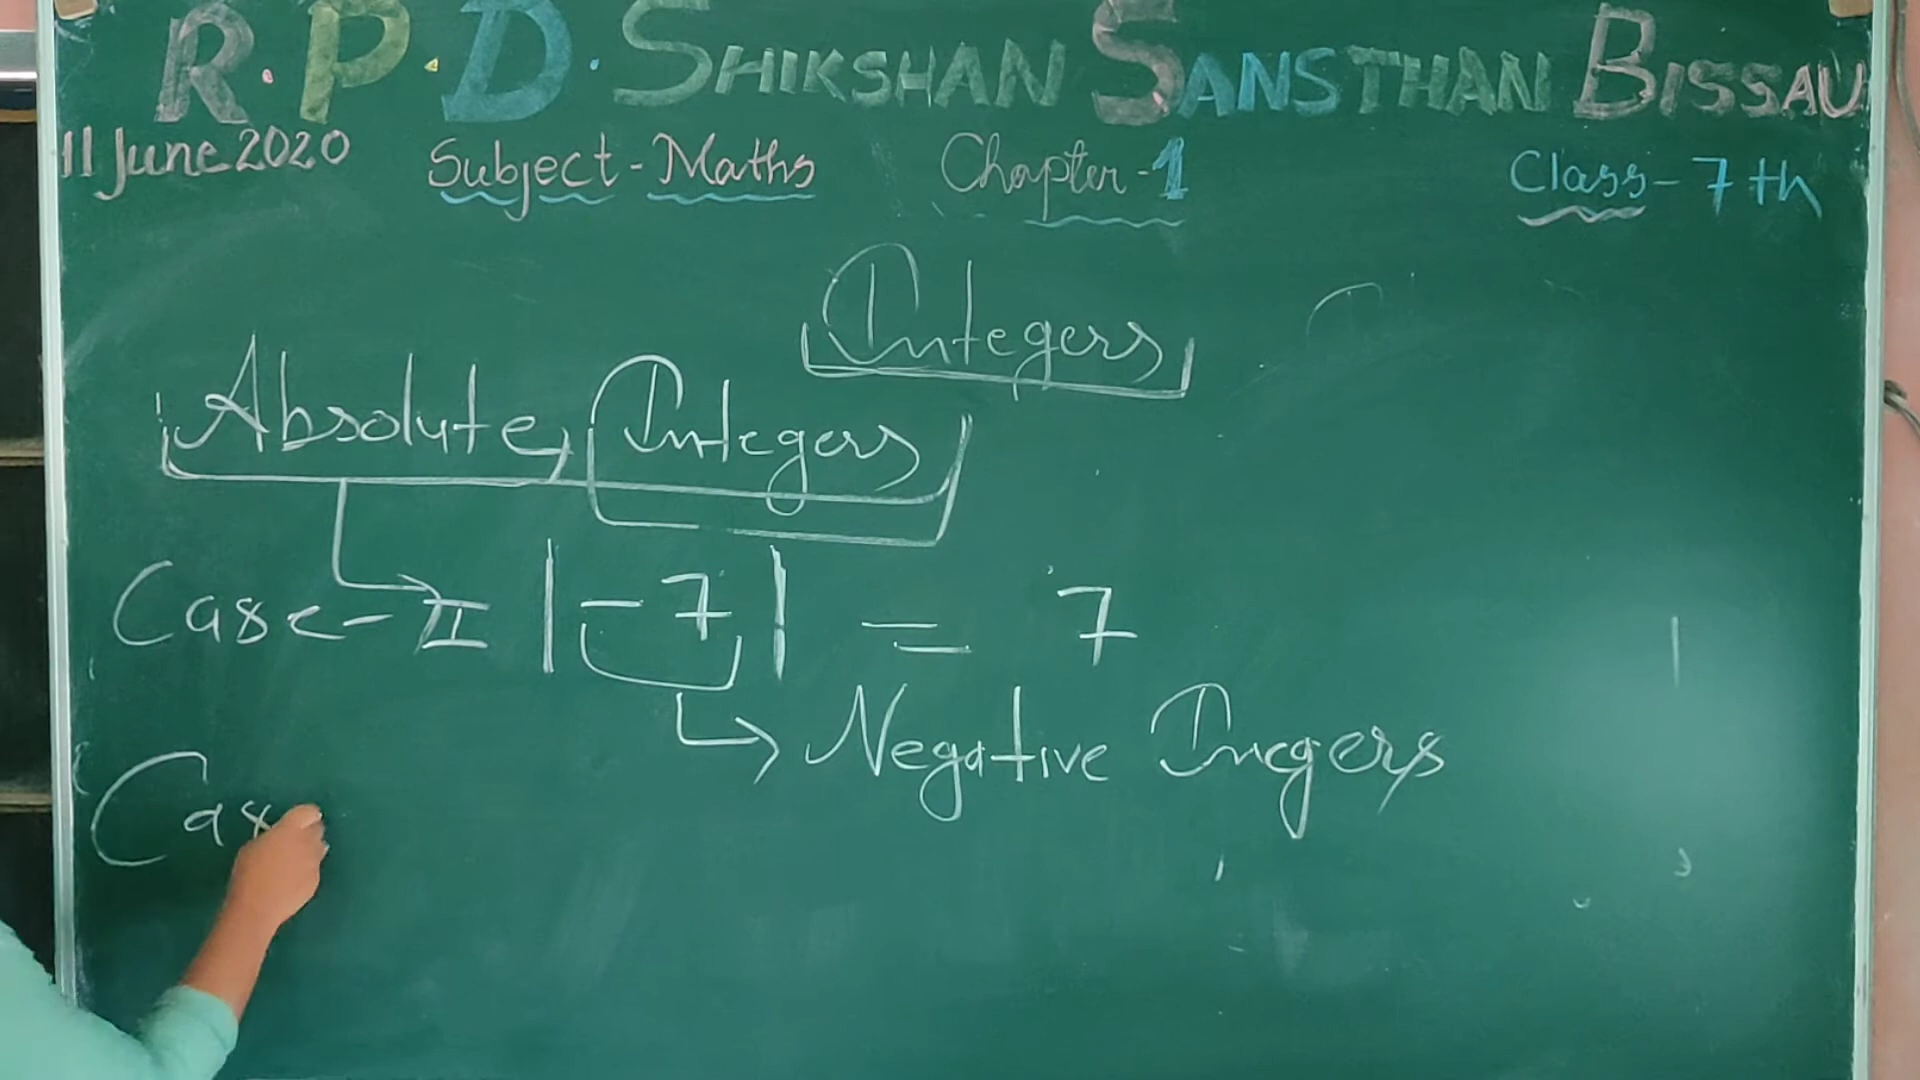 R.P.D. SHIKSHAN SANSTHAN BISSAU
11 June 2020 Subject - Maths Chapter - 1 Class - 7th
Integers
Absolute Integers
Case - II |-7| = 7
Negative Inegers
Cas